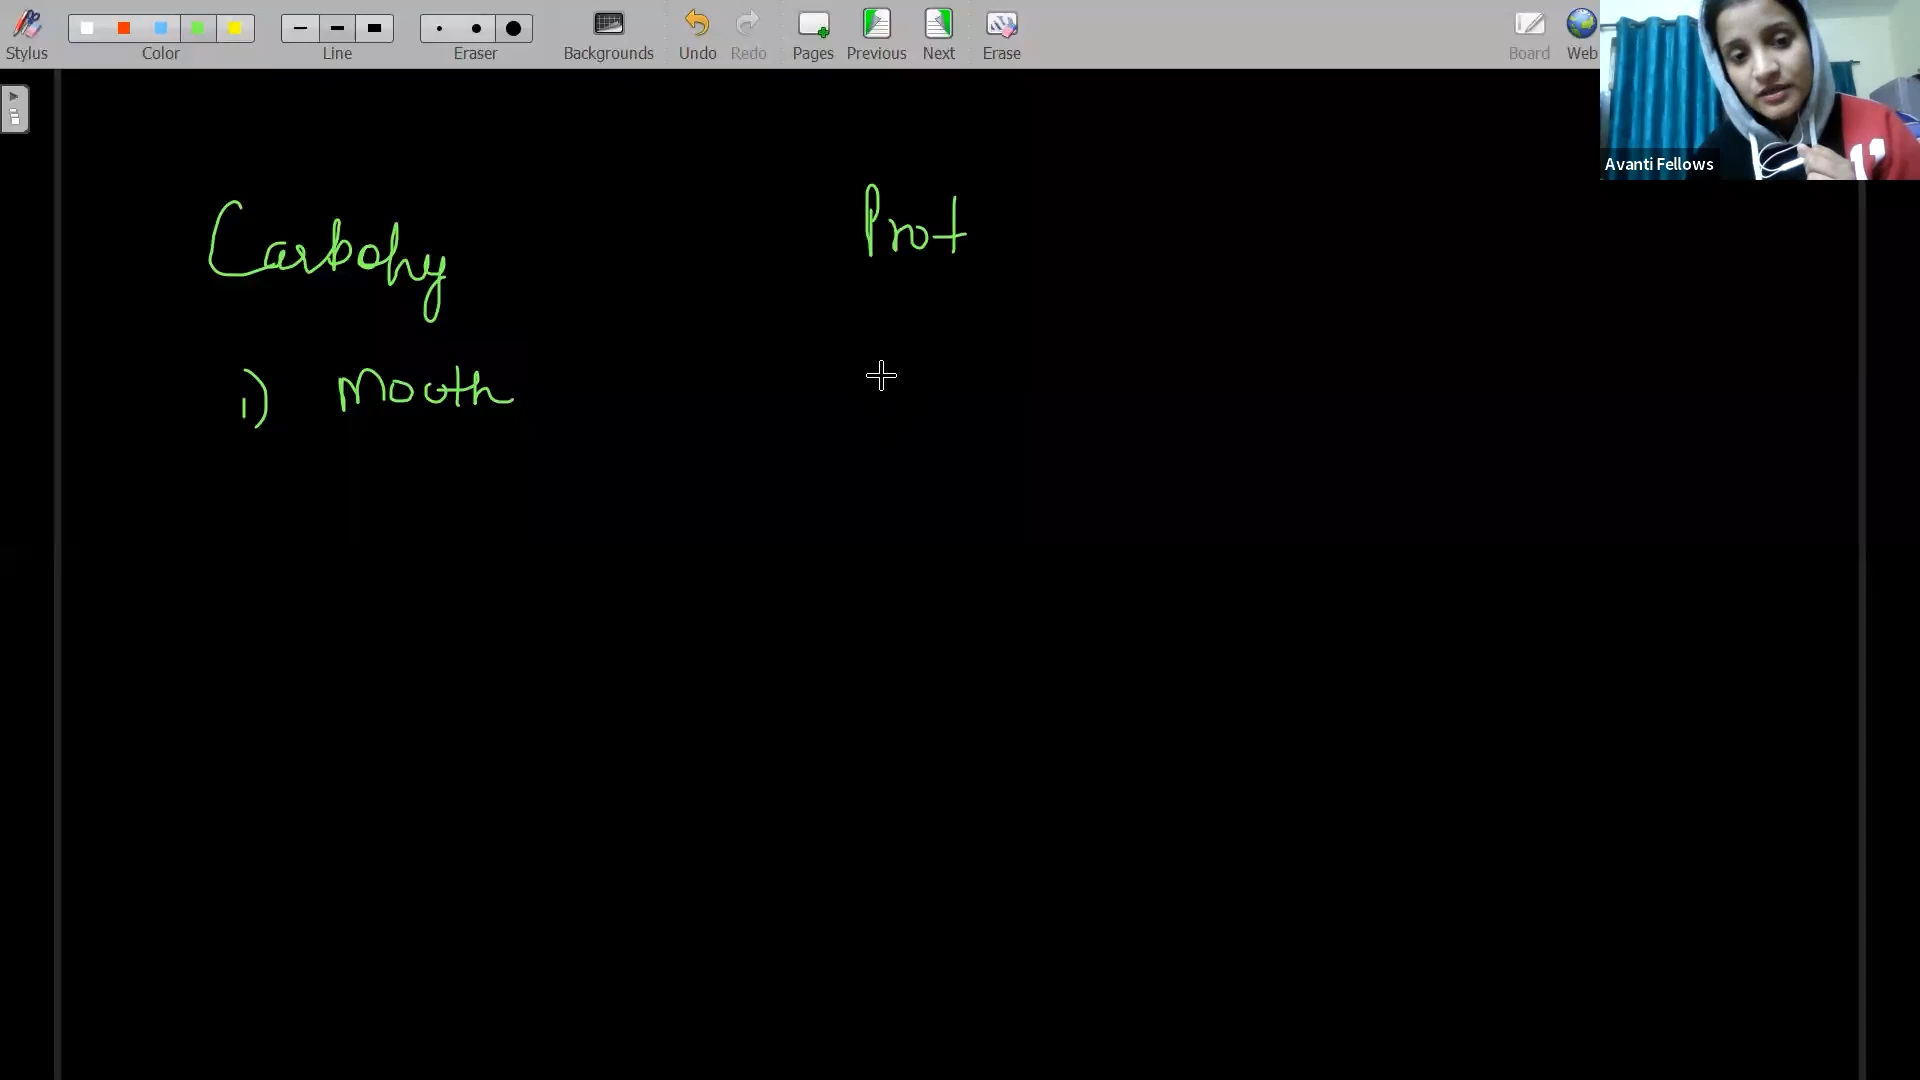 Stylus Color Line Eraser Backgrounds Undo Redo Pages Previous Next Erase Board Web
Avanti Fellows
Carbohy Prot
1) Mouth